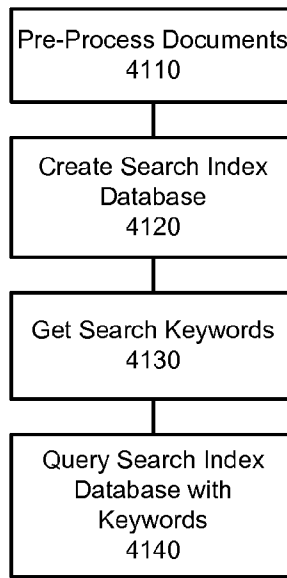 Pre-Process Documents
4110
Create Search Index
Database
4120
Get Search Keywords
4130
Query Search Index
Database with
Keywords
4140